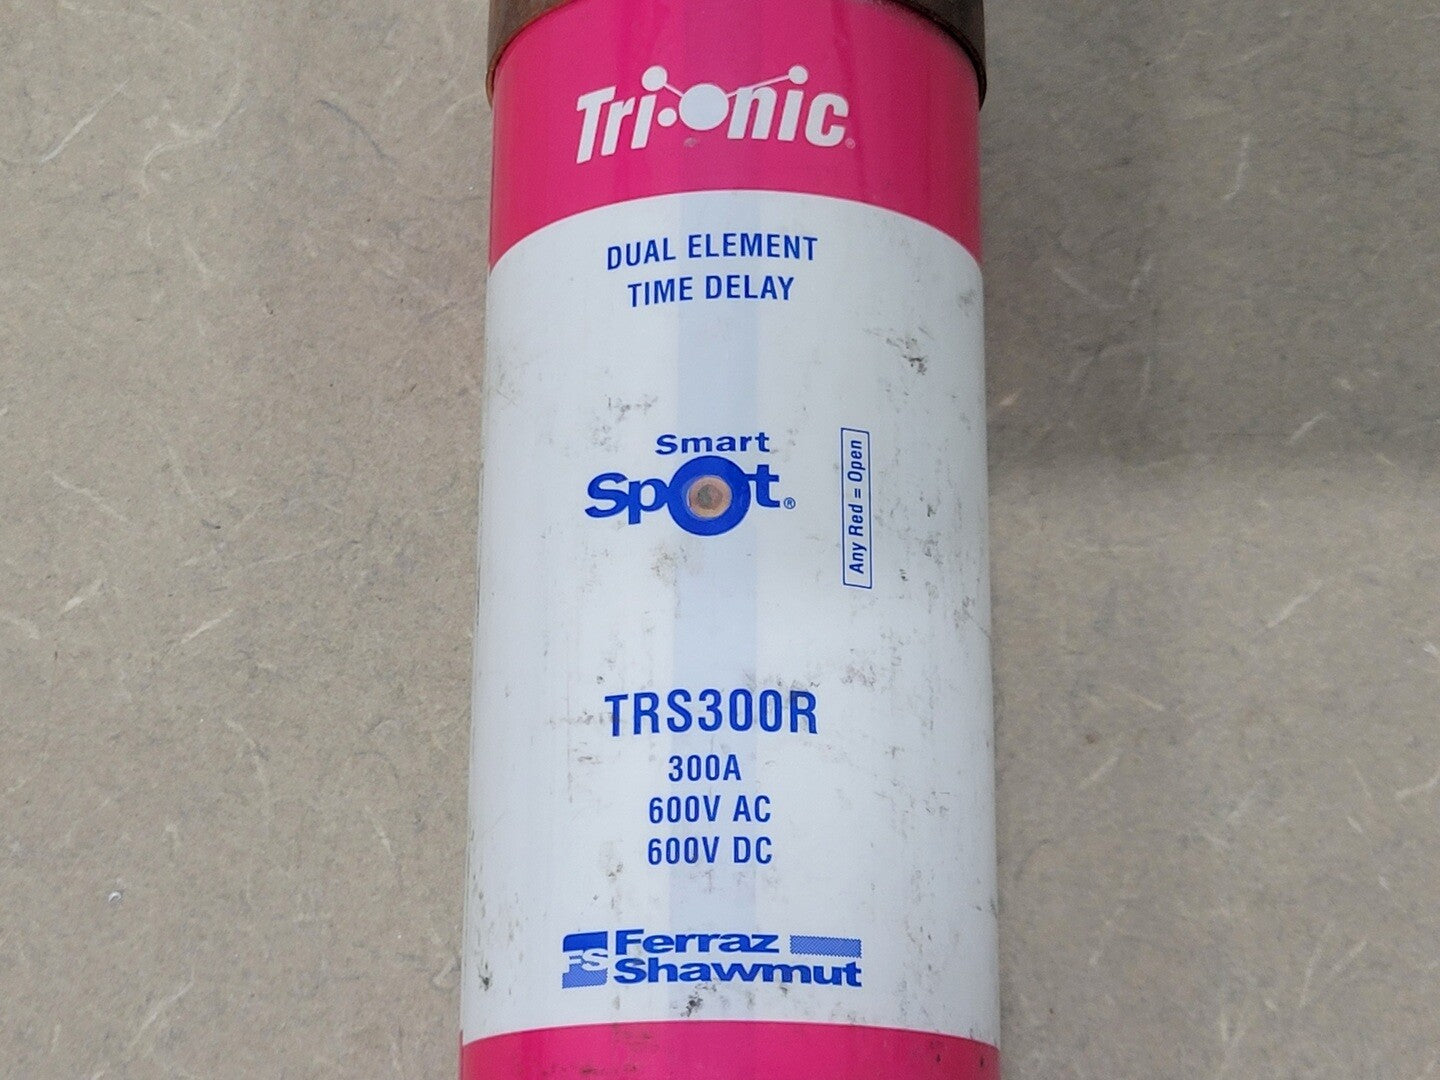 Tri-Onic®
DUAL ELEMENT
TIME DELAY
Smart
Spot®
Any Red = Open
TRS300R
300A
600V AC
600V DC
FS Ferraz
Shawmut